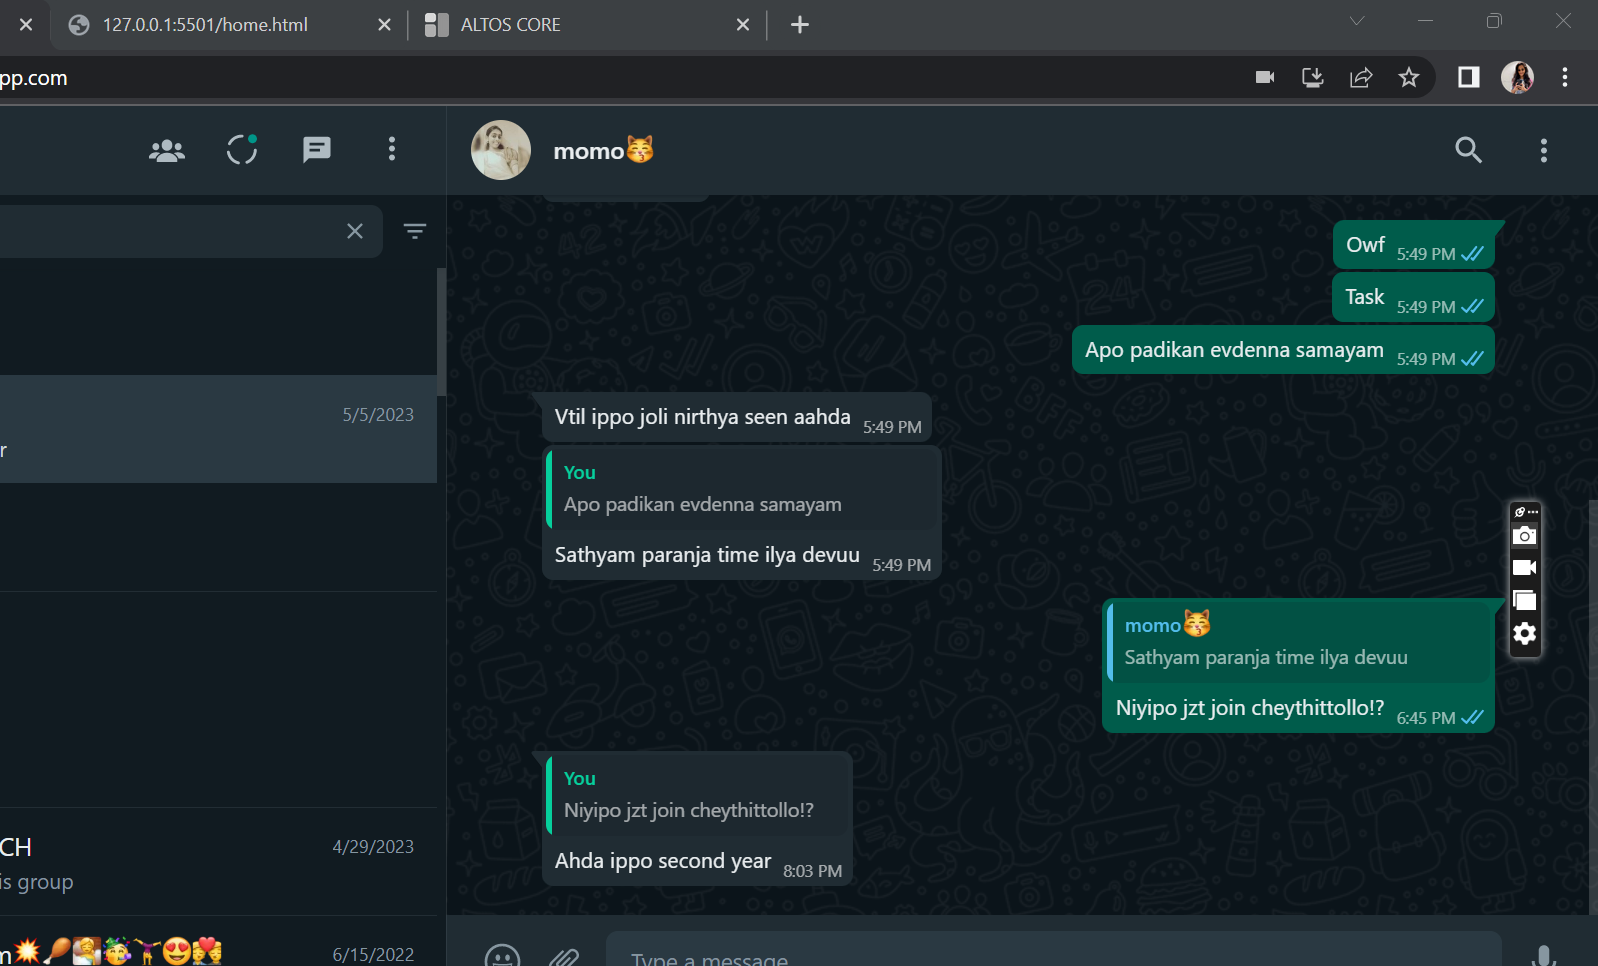 127.0.0.1:5501/home.html
ALTOS CORE
pp.com
momo😽
Owf 5:49 PM
Task 5:49 PM
Apo padikan evdenna samayam 5:49 PM
5/5/2023
r
Vtil ippo joli nirthya seen aahda 5:49 PM
You
Apo padikan evdenna samayam
Sathyam paranja time ilya devuu 5:49 PM
momo😽
Sathyam paranja time ilya devuu
Niyipo jzt join cheythittollo!? 6:45 PM
You
Niyipo jzt join cheythittollo!?
Ahda ippo second year 8:03 PM
CH 4/29/2023
is group
m 6/15/2022
Type a message